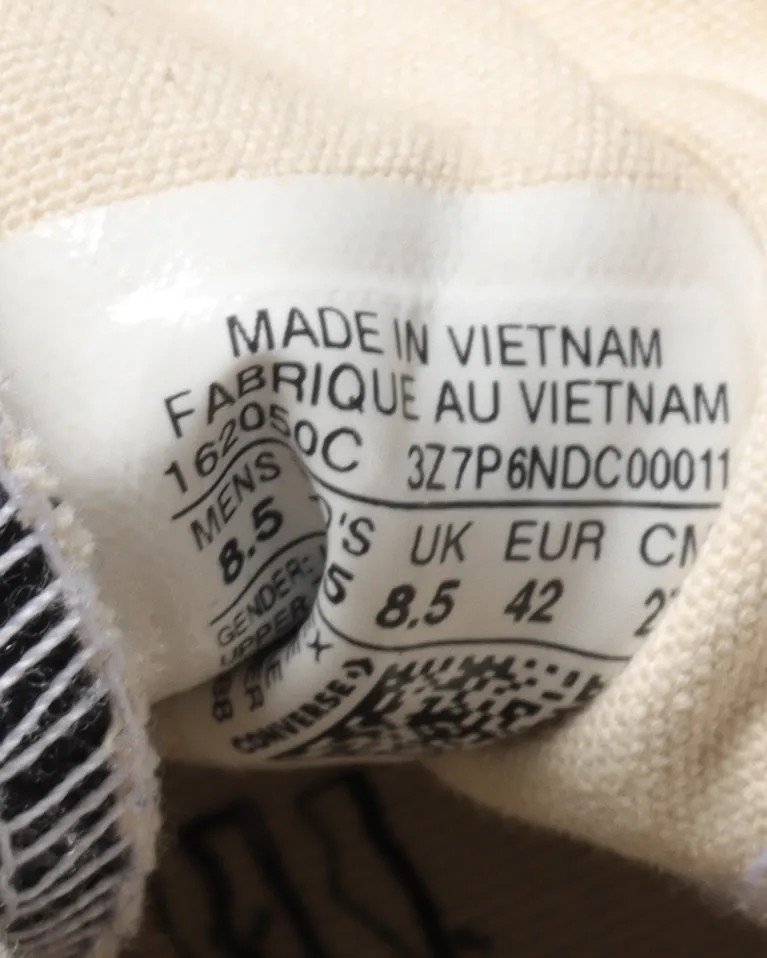 MADE IN VIETNAM
FABRIQUE AU VIETNAM
162050C 3Z7P6NDC00011
MENS 'S UK EUR CM
8.5 8.5 42
GENDER:
UPPER
CONVERSE